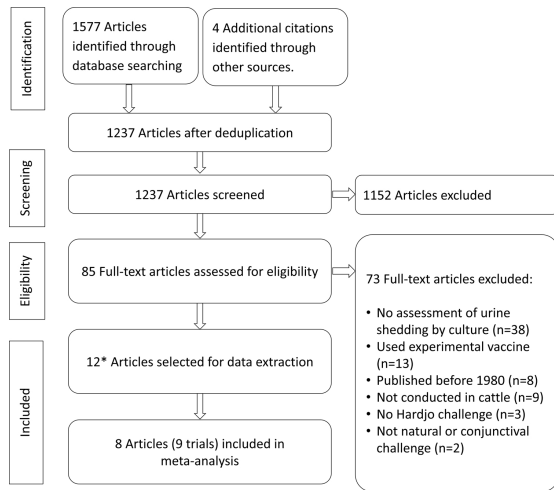 Identification
1577 Articles
identified through
database searching
4 Additional citations
identified through
other sources.
1237 Articles after deduplication
Screening
1237 Articles screened
1152 Articles excluded
Eligibility
85 Full-text articles assessed for eligibility
73 Full-text articles excluded:
• No assessment of urine
shedding by culture (n=38)
• Used experimental vaccine
(n=13)
• Published before 1980 (n=8)
• Not conducted in cattle (n=9)
• No Hardjo challenge (n=3)
• Not natural or conjunctival
challenge (n=2)
Included
12* Articles selected for data extraction
8 Articles (9 trials) included in
meta-analysis